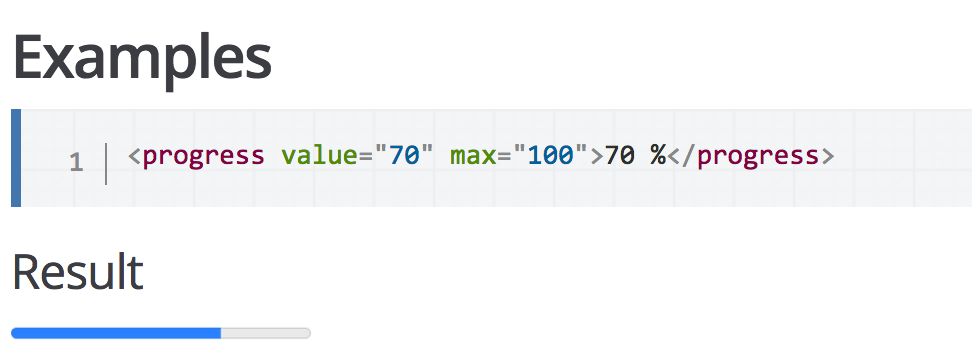 Examples
1 <progress value="70" max="100">70 %</progress>
Result